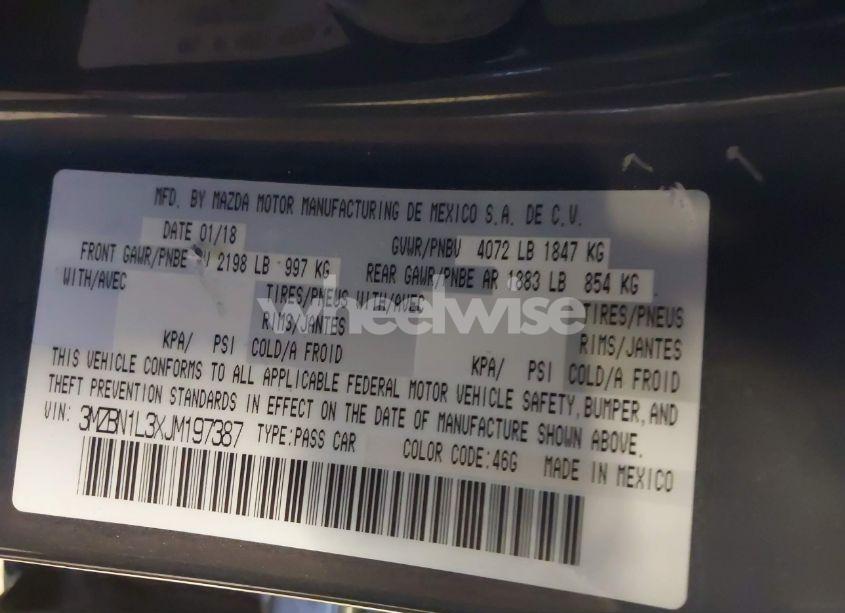 MFD. BY MAZDA MOTOR MANUFACTURING DE MEXICO S.A. DE C.V.
DATE 01/18 GVWR/PNBV 4072 LB 1847 KG
FRONT GAWR/PNBE AV 2198 LB 997 KG REAR GAWR/PNBE AR 1883 LB 854 KG
WITH/AVEC TIRES/PNEUS WITH/AVEC TIRES/PNEUS
RIMS/JANTES RIMS/JANTES
KPA/ PSI COLD/A FROID KPA/ PSI COLD/A FROID
THIS VEHICLE CONFORMS TO ALL APPLICABLE FEDERAL MOTOR VEHICLE SAFETY, BUMPER, AND
THEFT PREVENTION STANDARDS IN EFFECT ON THE DATE OF MANUFACTURE SHOWN ABOVE.
VIN: 3MZBN1L3XJM197387 TYPE:PASS CAR COLOR CODE:46G MADE IN MEXICO
wheelwise